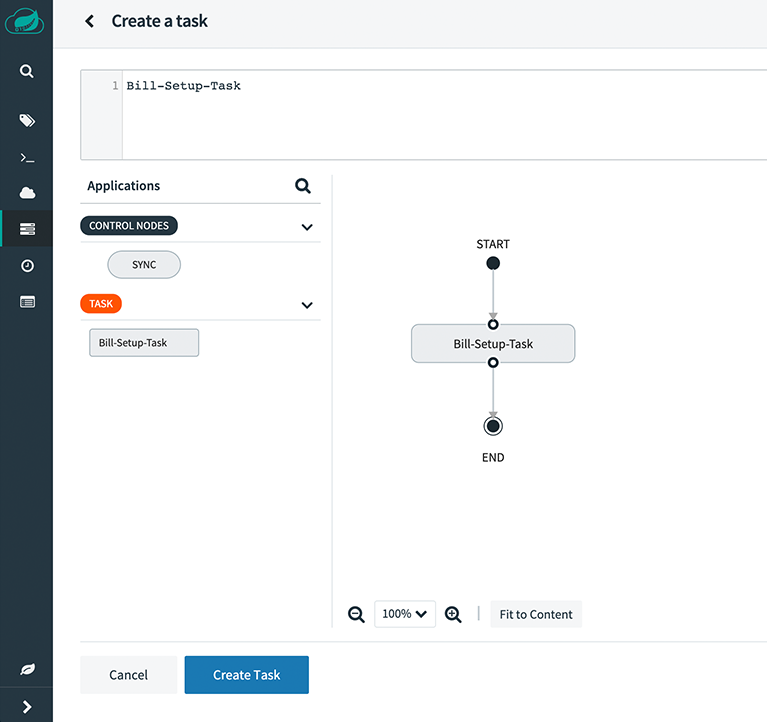 Create a task
1 Bill-Setup-Task
Applications
CONTROL NODES
SYNC
TASK
Bill-Setup-Task
START
Bill-Setup-Task
END
100%
Fit to Content
Cancel
Create Task